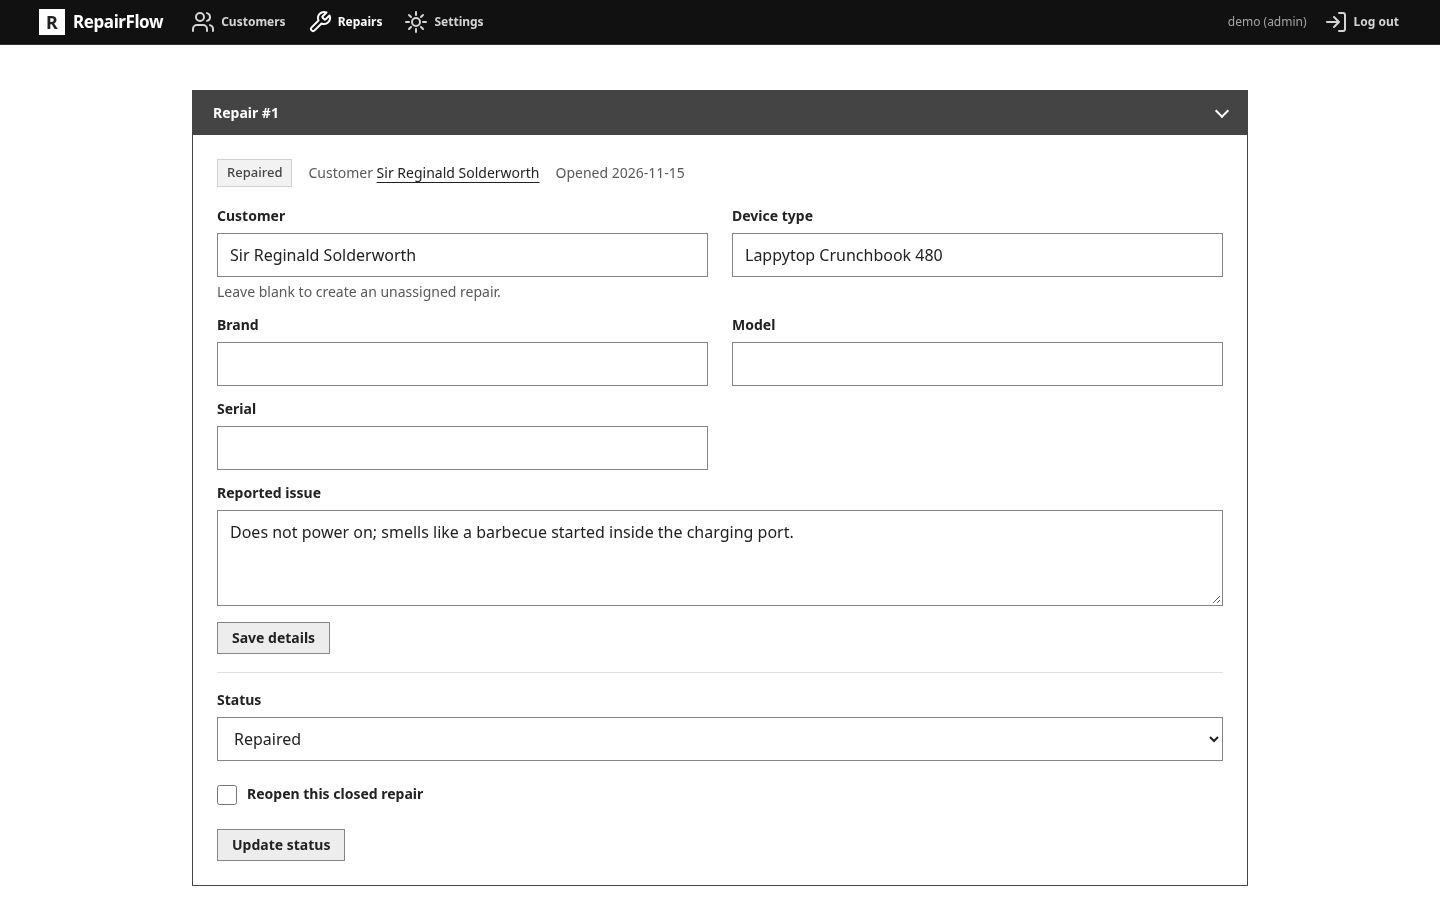 R RepairFlow Customers Repairs Settings demo (admin) Log out
Repair #1
Repaired Customer Sir Reginald Solderworth Opened 2026-11-15
Customer Device type
Sir Reginald Solderworth Lappytop Crunchbook 480
Leave blank to create an unassigned repair.
Brand Model
Serial
Reported issue
Does not power on; smells like a barbecue started inside the charging port.
Save details
Status
Repaired
Reopen this closed repair
Update status